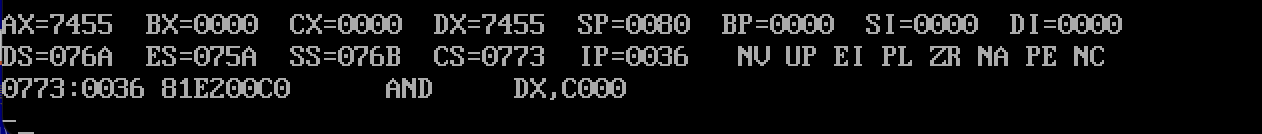 AX=7455 BX=0000 CX=0000 DX=7455 SP=0080 BP=0000 SI=0000 DI=0000
DS=076A ES=075A SS=076B CS=0773 IP=0036 NV UP EI PL ZR NA PE NC
0773:0036 81E200C0 AND DX,C000
-